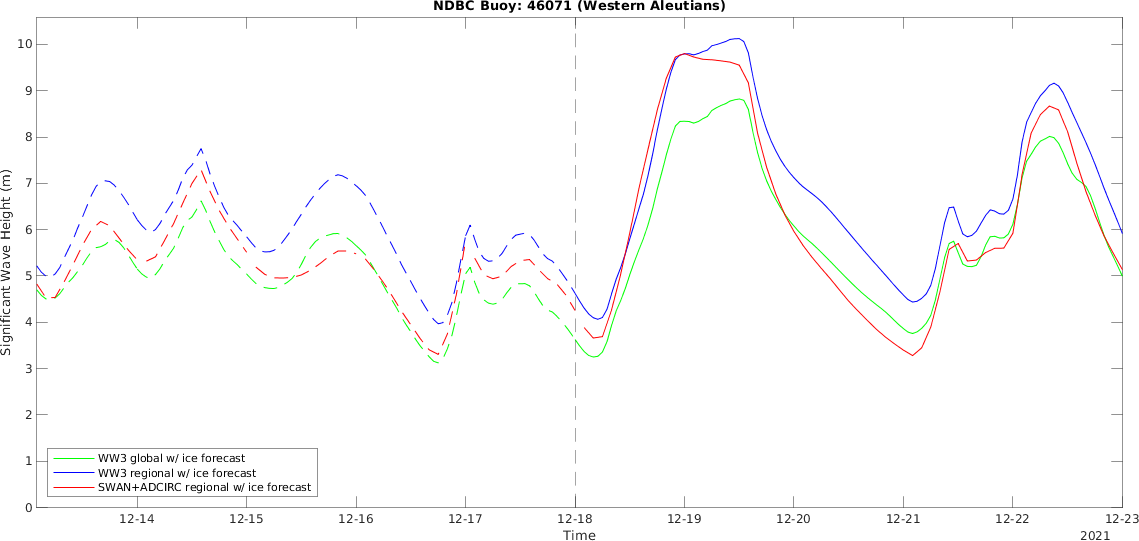 NDBC Buoy: 46071 (Western Aleutians)
Significant Wave Height (m)
10
9
8
7
6
5
4
3
2
1
0
WW3 global w/ ice forecast
WW3 regional w/ ice forecast
SWAN+ADCIRC regional w/ ice forecast
12-14 12-15 12-16 12-17 12-18 12-19 12-20 12-21 12-22 12-23
Time
2021